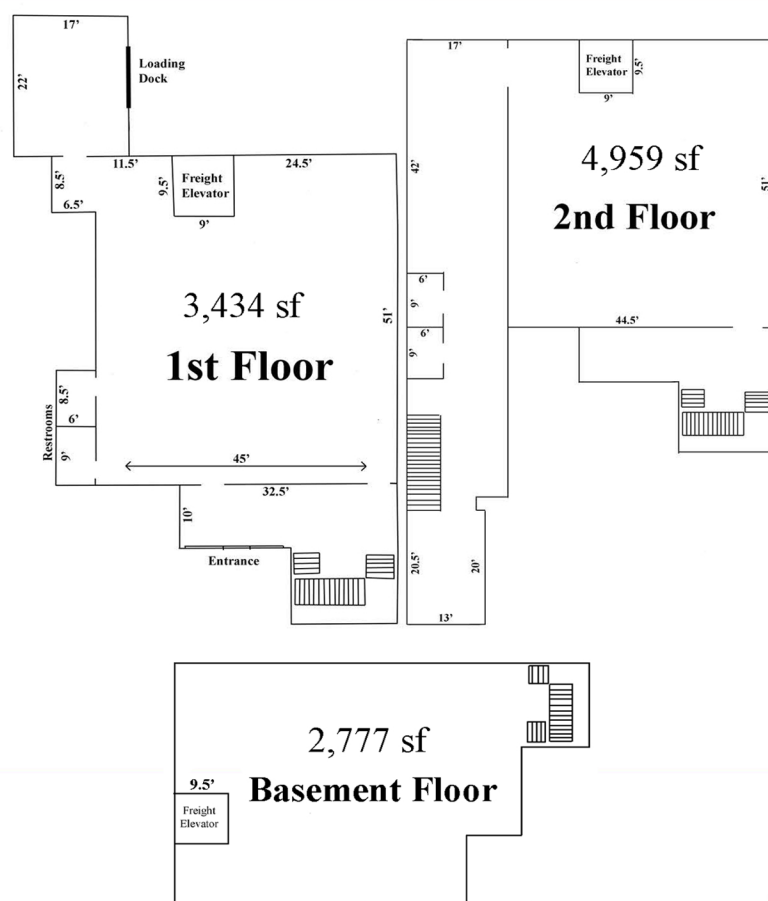 17’
22’
Loading
Dock
11.5’
24.5’
8.5’
6.5’
9.5’
Freight
Elevator
9’
3,434 sf
1st Floor
51’
Restrooms
8.5’
6’
9’
45’
32.5’
10’
Entrance
17’
Freight
Elevator
9.5’
9’
42’
4,959 sf
2nd Floor
51’
6’
9’
6’
9’
44.5’
20.5’
20’
13’
2,777 sf
Basement Floor
9.5’
Freight
Elevator